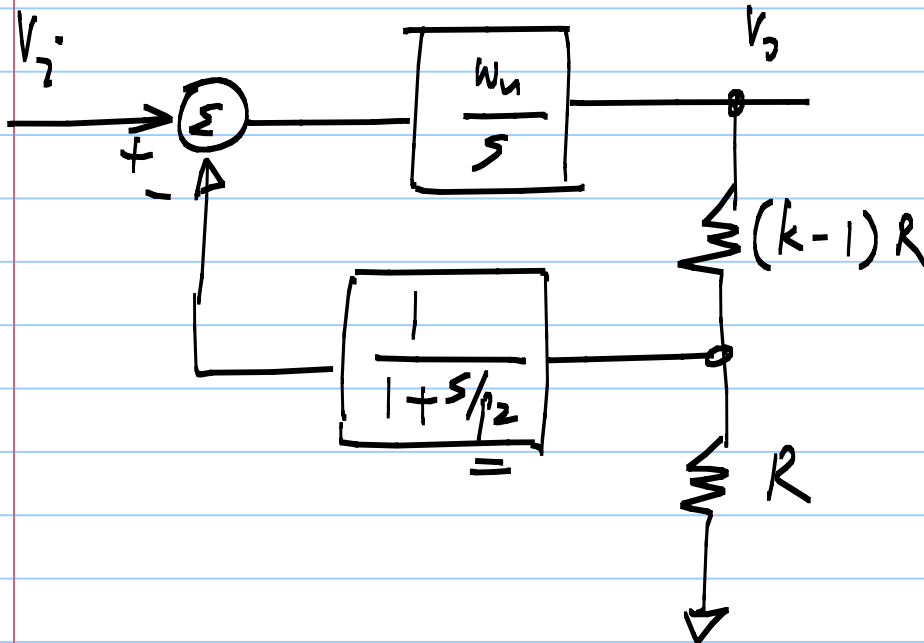 Vi
Vo
+
-
Σ
ωu
s
(k-1)R
1
1+s/p2
R